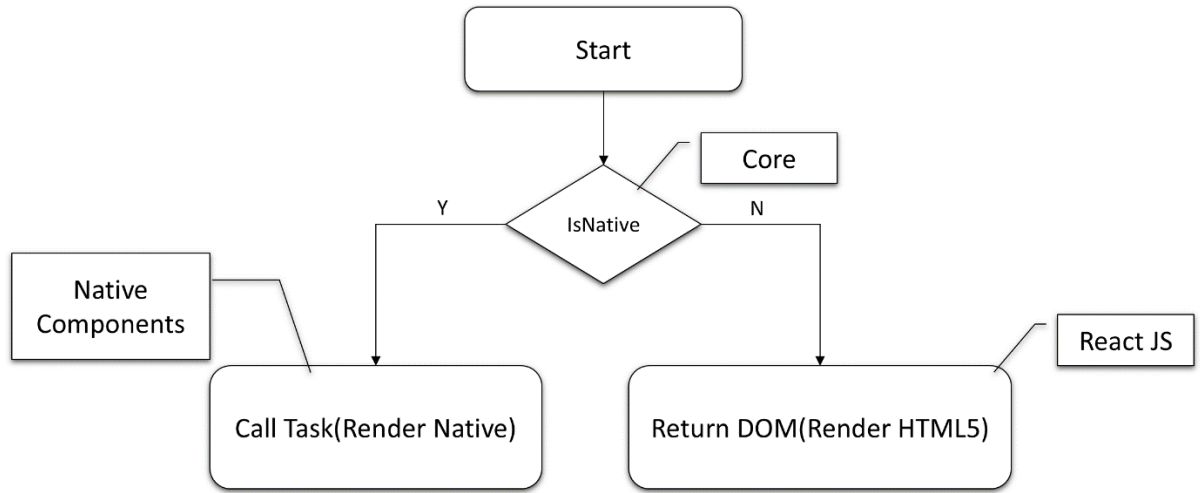 Start
Core
Y
IsNative
N
Native
Components
React JS
Call Task(Render Native)
Return DOM(Render HTML5)